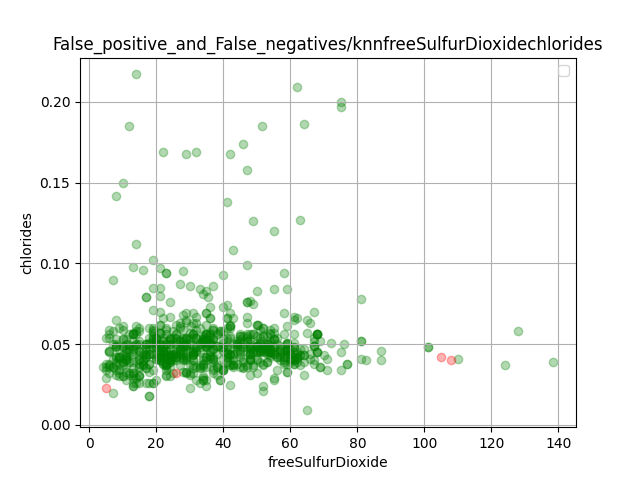 False_positive_and_False_negatives/knnfreeSulfurDioxidechlorides
0.20
0.15
0.10
0.05
0.00
chlorides
0 20 40 60 80 100 120 140
freeSulfurDioxide